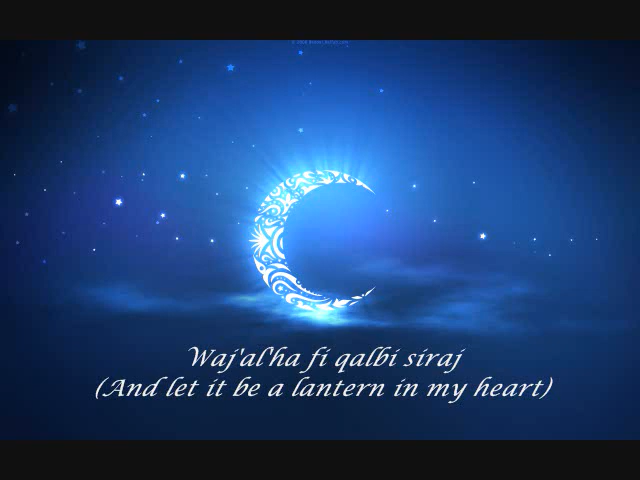 Waj'al'ha fi qalbi siraj
(And let it be a lantern in my heart)